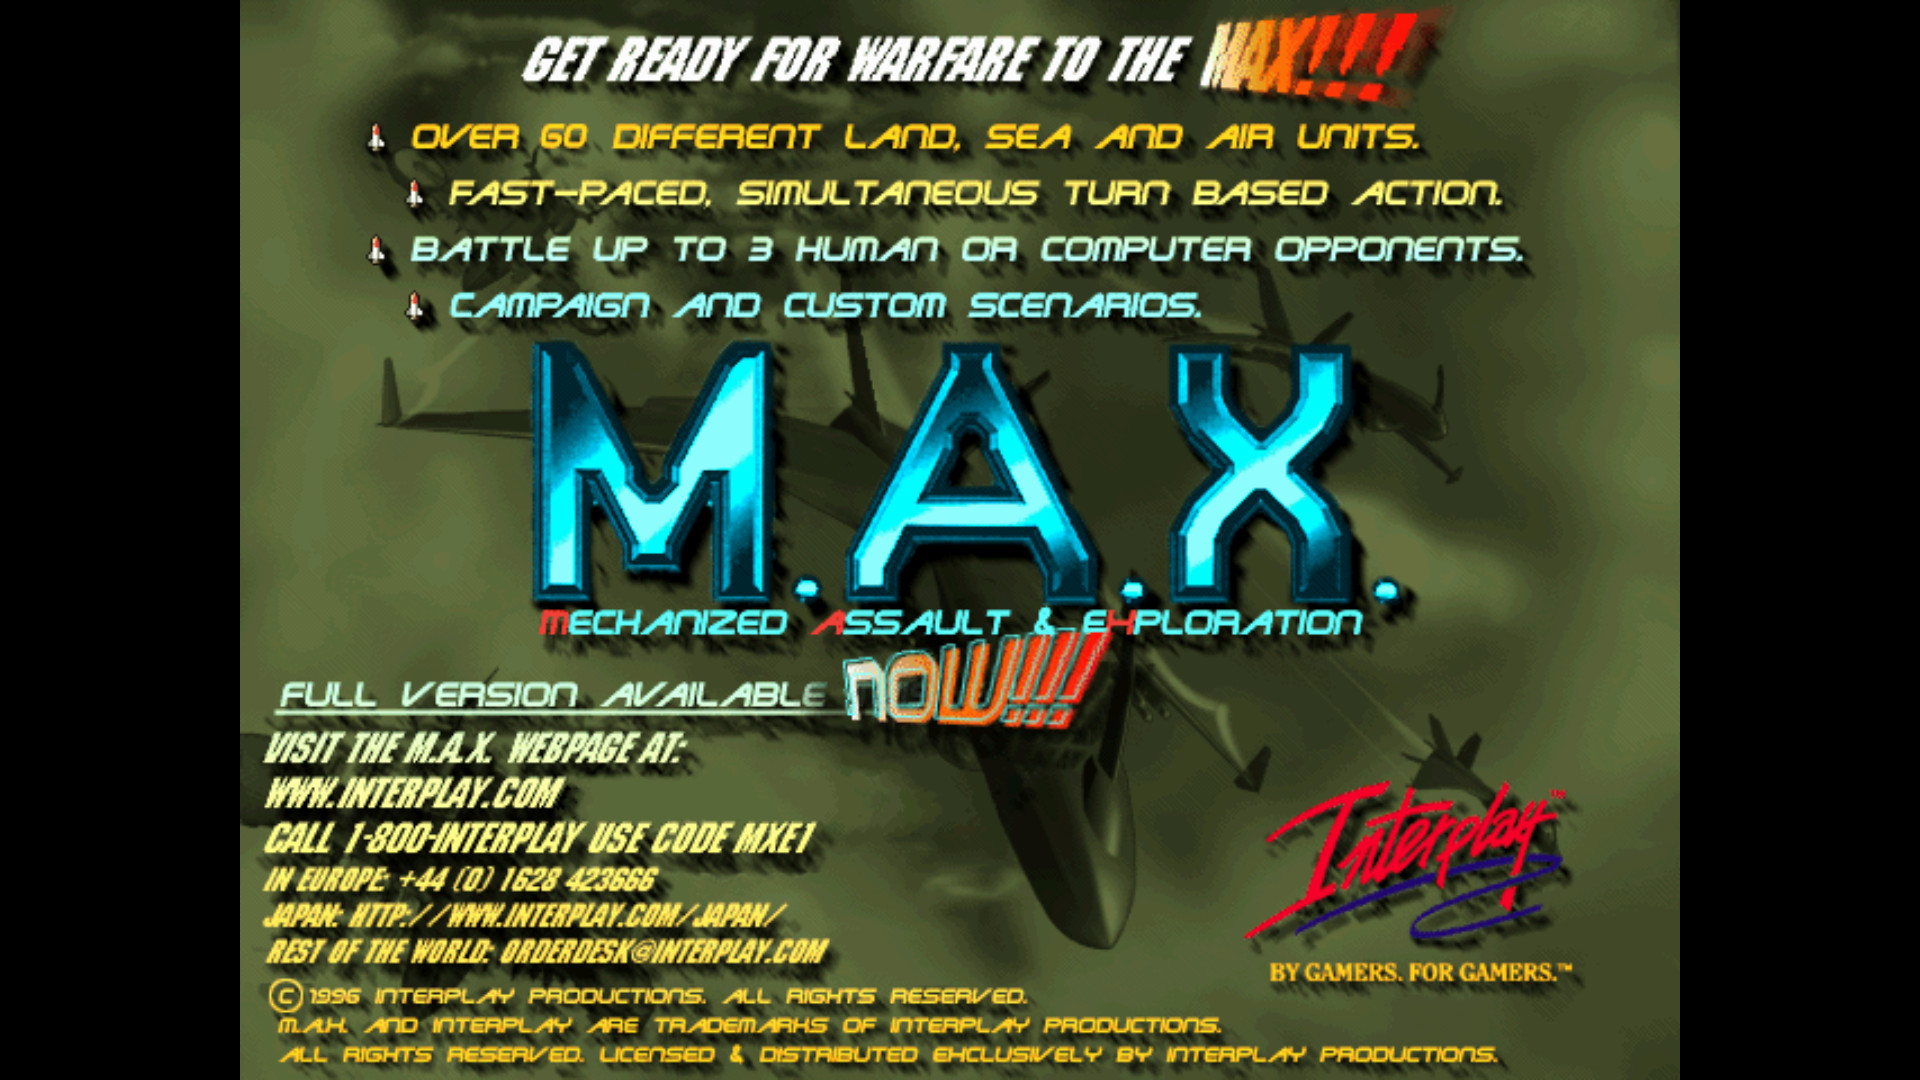 GET READY FOR WARFARE TO THE MAX!!!
OVER 60 DIFFERENT LAND, SEA AND AIR UNITS.
FAST-PACED, SIMULTANEOUS TURN BASED ACTION.
BATTLE UP TO 3 HUMAN OR COMPUTER OPPONENTS.
CAMPAIGN AND CUSTOM SCENARIOS.
M.A.X.
MECHANIZED ASSAULT & EXPLORATION
FULL VERSION AVAILABLE NOW!!!
VISIT THE M.A.X. WEBPAGE AT:
WWW.INTERPLAY.COM
CALL 1-800-INTERPLAY USE CODE MXE1
IN EUROPE: +44 (0) 1628 423666
JAPAN: HTTP://WWW.INTERPLAY.COM/JAPAN/
REST OF THE WORLD: ORDERDESK@INTERPLAY.COM
Interplay™
BY GAMERS. FOR GAMERS.™
© 1996 INTERPLAY PRODUCTIONS. ALL RIGHTS RESERVED.
M.A.X. AND INTERPLAY ARE TRADEMARKS OF INTERPLAY PRODUCTIONS.
ALL RIGHTS RESERVED. LICENSED & DISTRIBUTED EXCLUSIVELY BY INTERPLAY PRODUCTIONS.